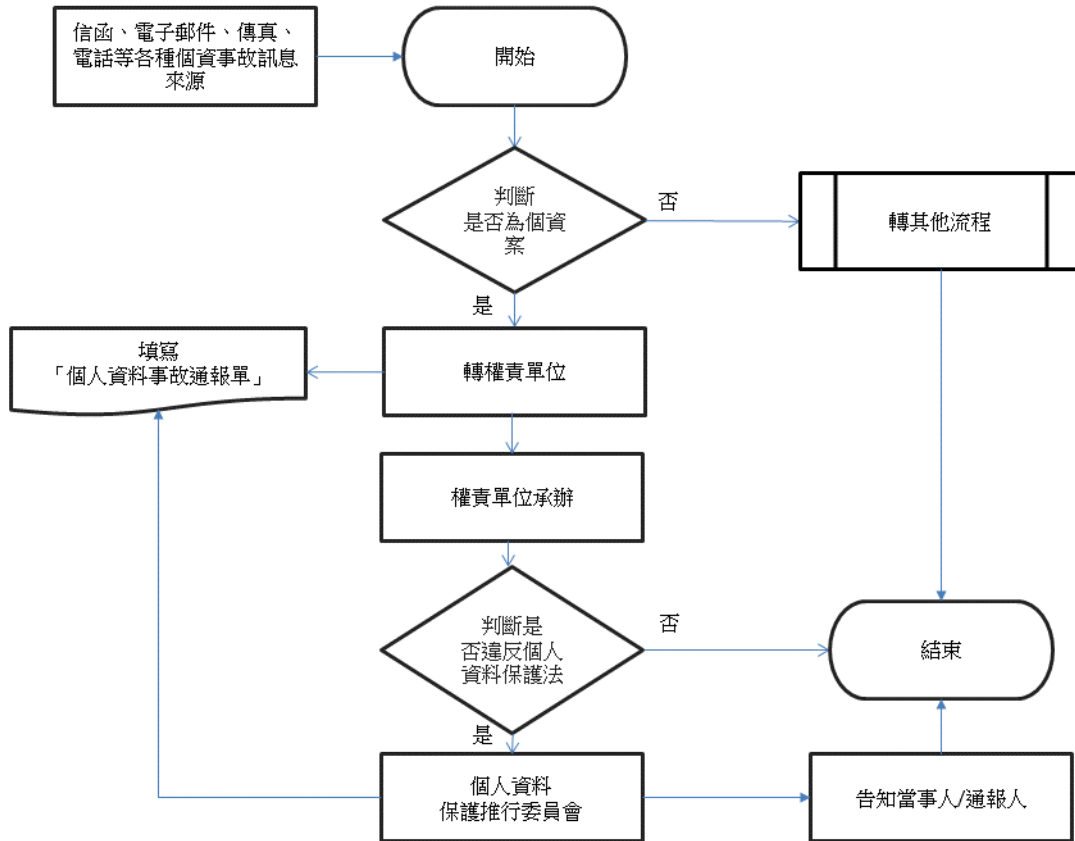 信函、電子郵件、傳真、
電話等各種個資事故訊息
來源
開始
判斷
是否為個資
案
否
轉其他流程
是
填寫
「個人資料事故通報單」
轉權責單位
權責單位承辦
判斷是
否違反個人
資料保護法
否
結束
是
個人資料
保護推行委員會
告知當事人/通報人